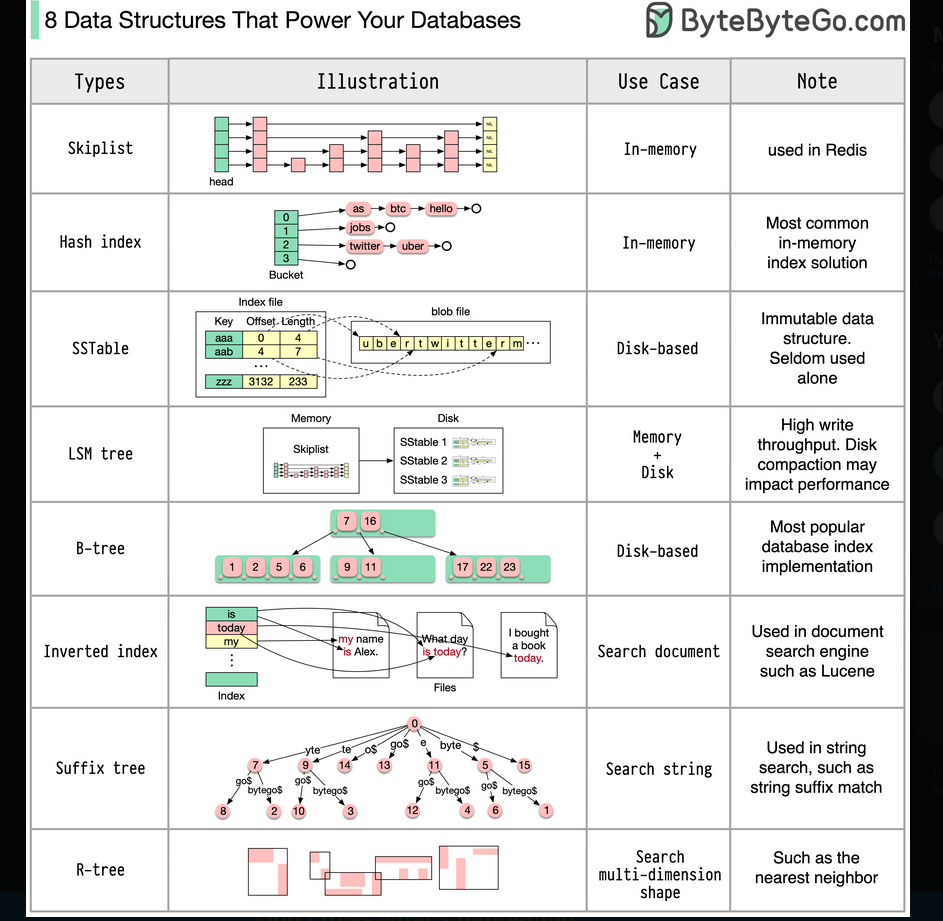 8 Data Structures That Power Your Databases
ByteByteGo.com
Types
Illustration
Use Case
Note
Skiplist
NIL
NIL
NIL
NIL
head
In-memory
used in Redis
Hash index
0
1
2
3
Bucket
as
btc
hello
jobs
twitter
uber
In-memory
Most common
in-memory
index solution
SSTable
Index file
Key Offset Length
aaa 0 4
aab 4 7
...
zzz 3132 233
blob file
u b e r t w i t t e r m ...
Disk-based
Immutable data
structure.
Seldom used
alone
LSM tree
Memory
Skiplist
Disk
SSTable 1
SSTable 2
SSTable 3
Memory
+
Disk
High write
throughput. Disk
compaction may
impact performance
B-tree
7 16
1 2 5 6
9 11
17 22 23
Disk-based
Most popular
database index
implementation
Inverted index
is
today
my
Index
my name
is Alex.
What day
is today?
I bought
a book
today.
Files
Search document
Used in document
search engine
such as Lucene
Suffix tree
0
yte te o$ go$ e byte $
7 9 14 13 11 5 15
go$ bytego$ go$ bytego$ go$ bytego$ go$ bytego$
8 2 10 3 12 4 6 1
Search string
Used in string
search, such as
string suffix match
R-tree
Search
multi-dimension
shape
Such as the
nearest neighbor